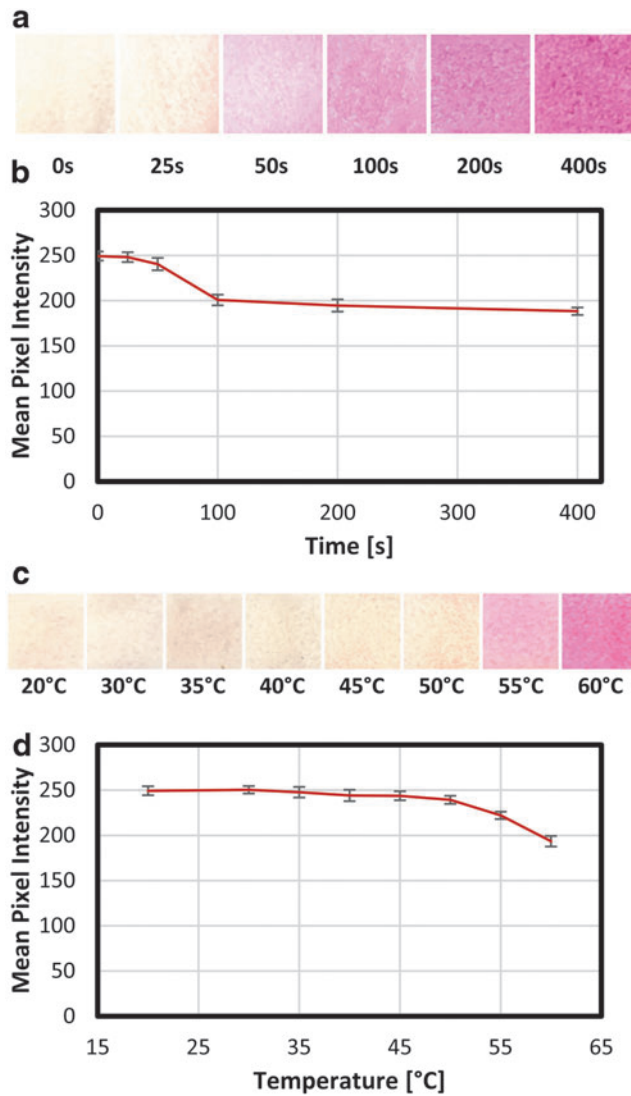 a
0s 25s 50s 100s 200s 400s
b
Mean Pixel Intensity
300
250
200
150
100
50
0
0 100 200 300 400
Time [s]
c
20°C 30°C 35°C 40°C 45°C 50°C 55°C 60°C
d
Mean Pixel Intensity
300
250
200
150
100
50
0
15 25 35 45 55 65
Temperature [°C]